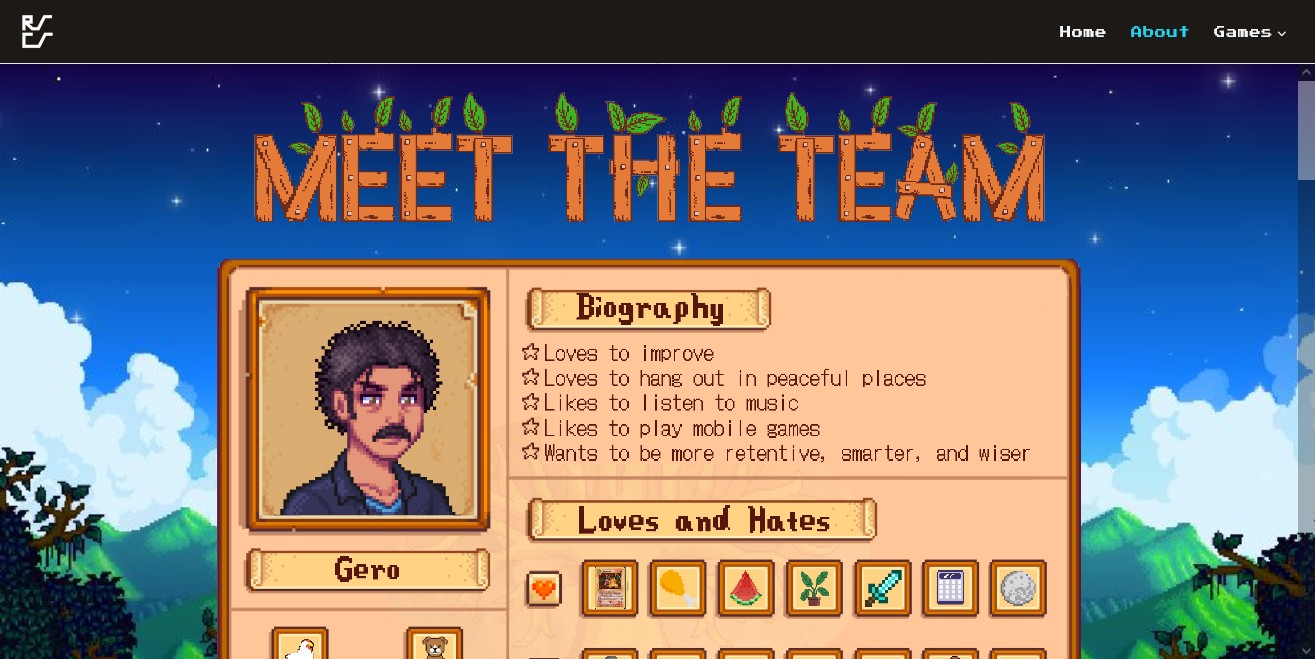 Home About Games
MEET THE TEAM
Biography
Loves to improve
Loves to hang out in peaceful places
Likes to listen to music
Likes to play mobile games
Wants to be more retentive, smarter, and wiser
Loves and Hates
Gero